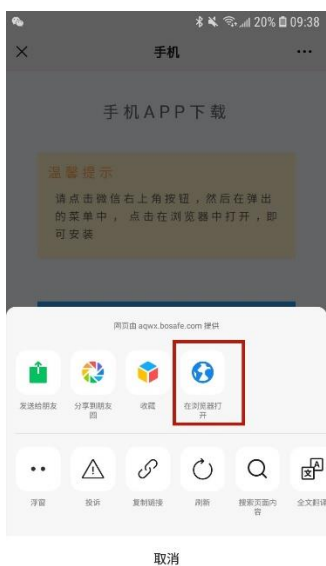 20% 09:38
手机
手机APP下载
温馨提示
请点击微信右上角按钮，然后在弹出
的菜单中，点击在浏览器中打开，即
可安装
网页由 aqwx.bosafe.com 提供
发送给朋友 分享到朋友 收藏 在浏览器打
圈 开
浮窗 投诉 复制链接 刷新 搜索页面内 全文翻译
容
取消